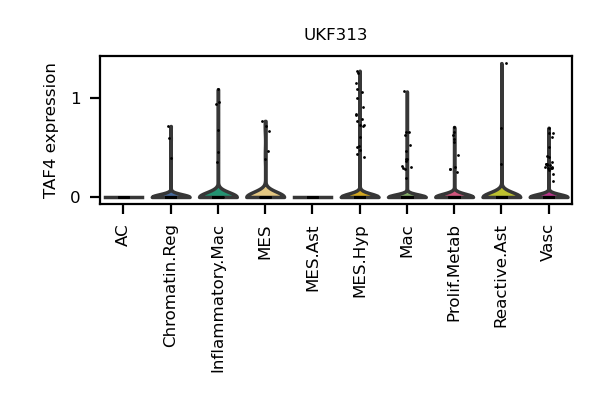 UKF313
TAF4 expression
1
0
AC
Chromatin.Reg
Inflammatory.Mac
MES
MES.Ast
MES.Hyp
Mac
Prolif.Metab
Reactive.Ast
Vasc